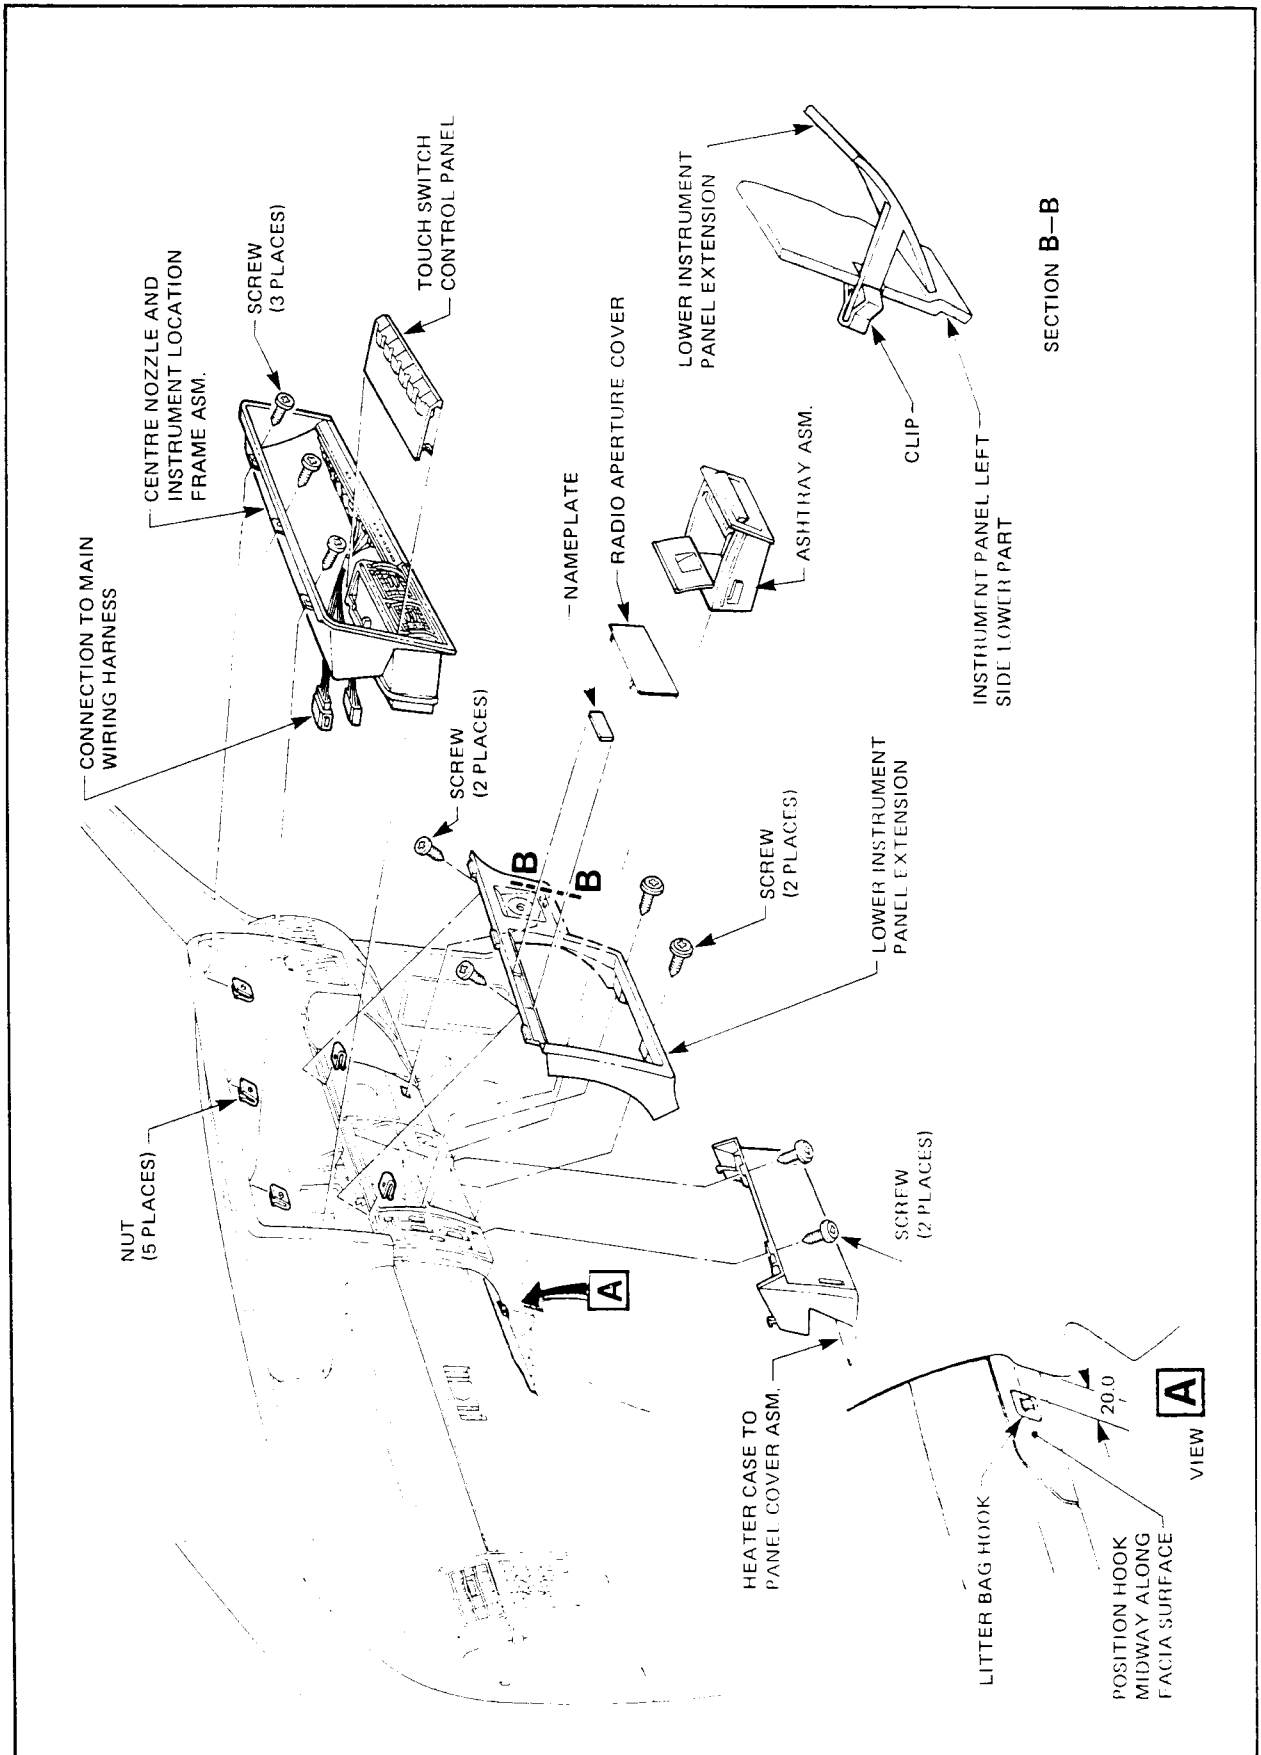 CONNECTION TO MAIN
WIRING HARNESS
CENTRE NOZZLE AND
INSTRUMENT LOCATION
FRAME ASM.
SCREW
(3 PLACES)
TOUCH SWITCH
CONTROL PANEL
NUT
(5 PLACES)
SCREW
(2 PLACES)
NAMEPLATE
RADIO APERTURE COVER
ASHTRAY ASM.
LOWER INSTRUMENT
PANEL EXTENSION
CLIP
INSTRUMENT PANEL LEFT
SIDE LOWER PART
SECTION B–B
B
B
SCREW
(2 PLACES)
LOWER INSTRUMENT
PANEL EXTENSION
A
SCREW
(2 PLACES)
HEATER CASE TO
PANEL COVER ASM.
LITTER BAG HOOK
POSITION HOOK
MIDWAY ALONG
FACIA SURFACE
20.0
VIEW A